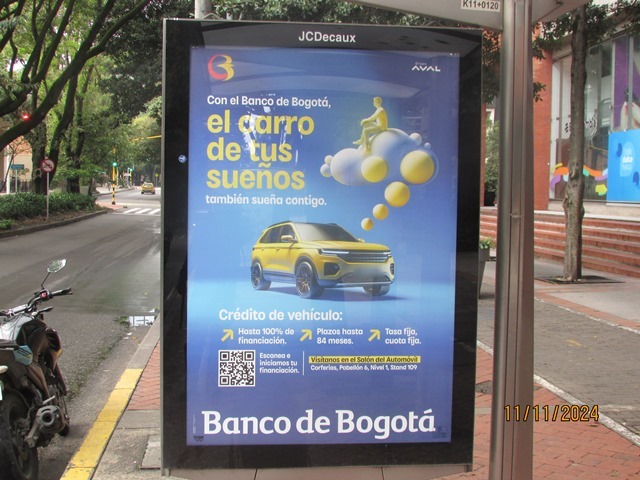 K11+0120
JCDecaux
AVAL
Con el Banco de Bogotá,
el carro
de tus
sueños
también sueña contigo.
Crédito de vehículo:
Hasta 100% de
financiación.
Plazos hasta
84 meses.
Tasa fija,
cuota fija.
Escanea e
iniciamos tu
financiación.
Visítanos en el Salón del Automóvil
Corferias, Pabellón 6, Nivel 1, Stand 109
Banco de Bogotá
11/11/2024